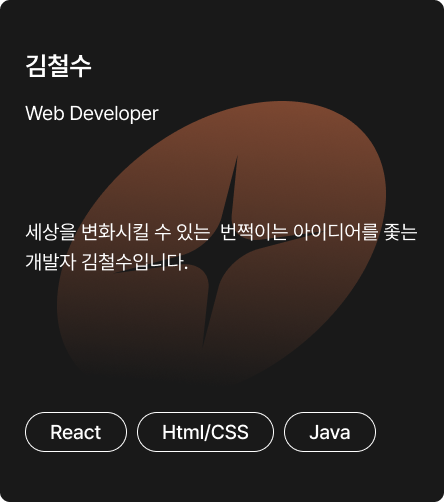 김철수
Web Developer
세상을 변화시킬 수 있는 번쩍이는 아이디어를 좇는
개발자 김철수입니다.
React Html/CSS Java